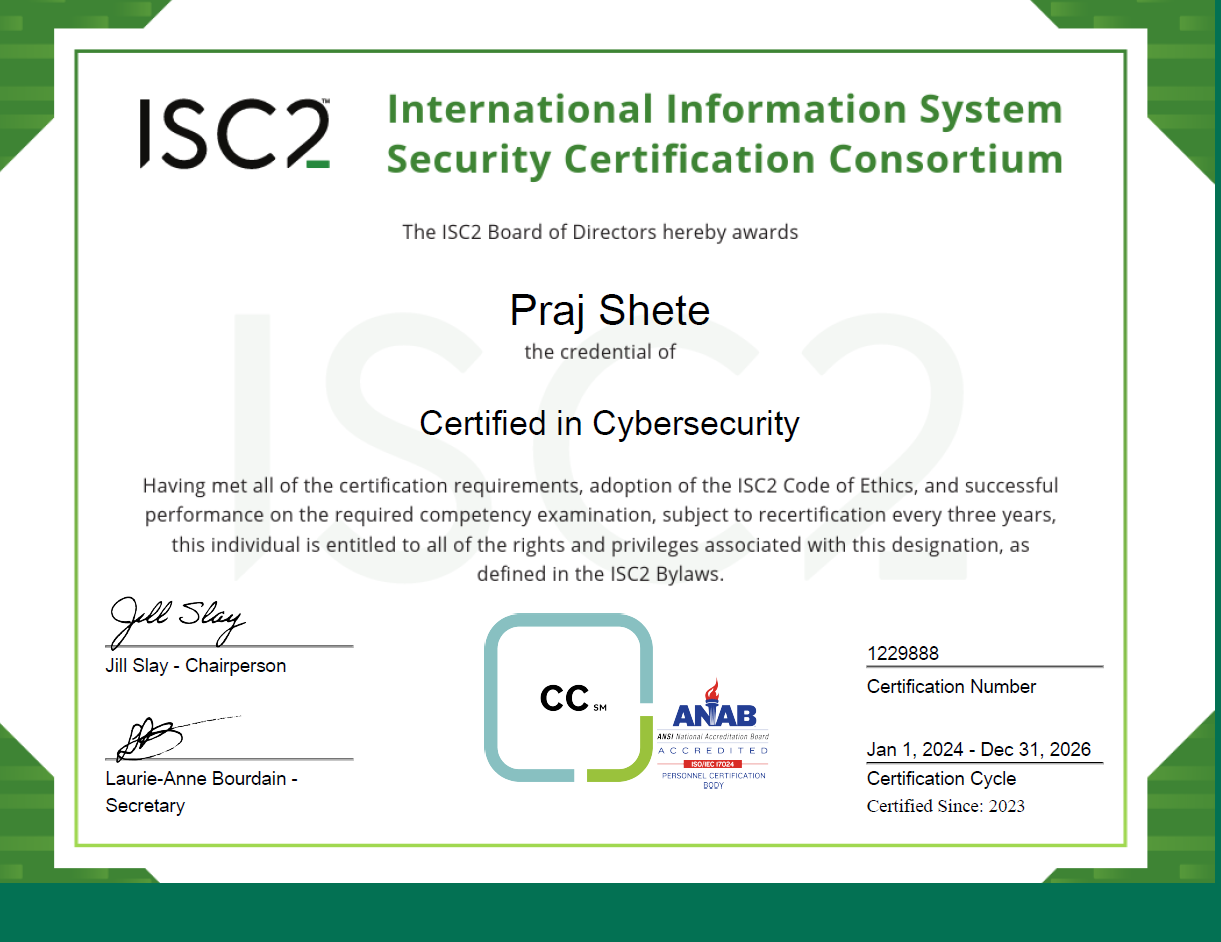 ISC2™
International Information System
Security Certification Consortium
The ISC2 Board of Directors hereby awards
Praj Shete
the credential of
Certified in Cybersecurity
Having met all of the certification requirements, adoption of the ISC2 Code of Ethics, and successful
performance on the required competency examination, subject to recertification every three years,
this individual is entitled to all of the rights and privileges associated with this designation, as
defined in the ISC2 Bylaws.
Jill Slay
Jill Slay - Chairperson
Laurie-Anne Bourdain -
Secretary
CC SM
ANAB
ANSI National Accreditation Board
ACCREDITED
ISO/IEC 17024
PERSONNEL CERTIFICATION
BODY
1229888
Certification Number
Jan 1, 2024 - Dec 31, 2026
Certification Cycle
Certified Since: 2023
ISC2